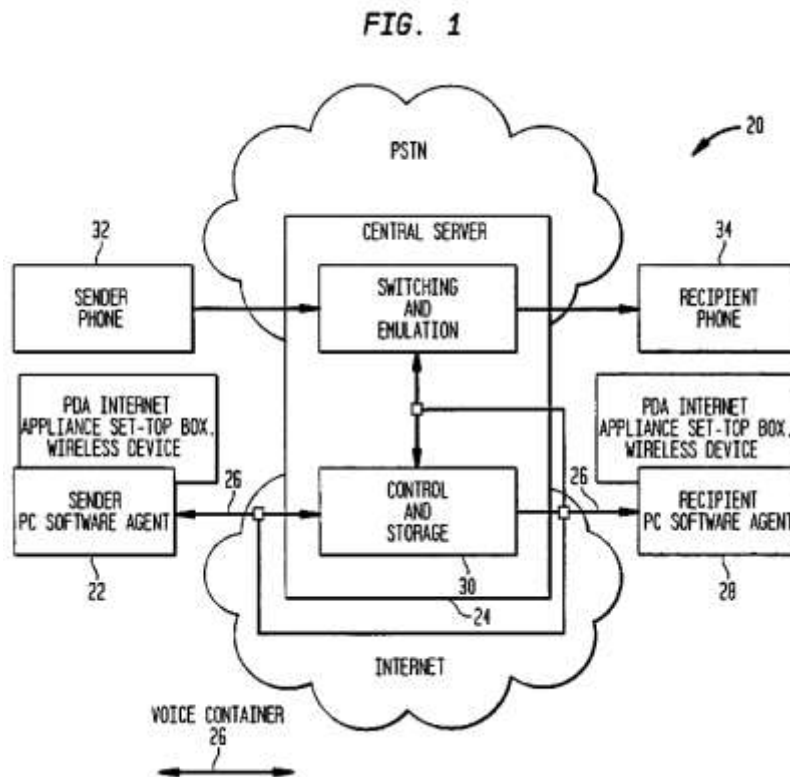 FIG. 1
PSTN
20
CENTRAL SERVER
32
SENDER
PHONE
SWITCHING
AND
EMULATION
34
RECIPIENT
PHONE
PDA INTERNET
APPLIANCE SET-TOP BOX,
WIRELESS DEVICE
PDA INTERNET
APPLIANCE SET-TOP BOX,
WIRELESS DEVICE
SENDER
PC SOFTWARE AGENT
26
CONTROL
AND
STORAGE
26
RECIPIENT
PC SOFTWARE AGENT
22
30
28
24
INTERNET
VOICE CONTAINER
26